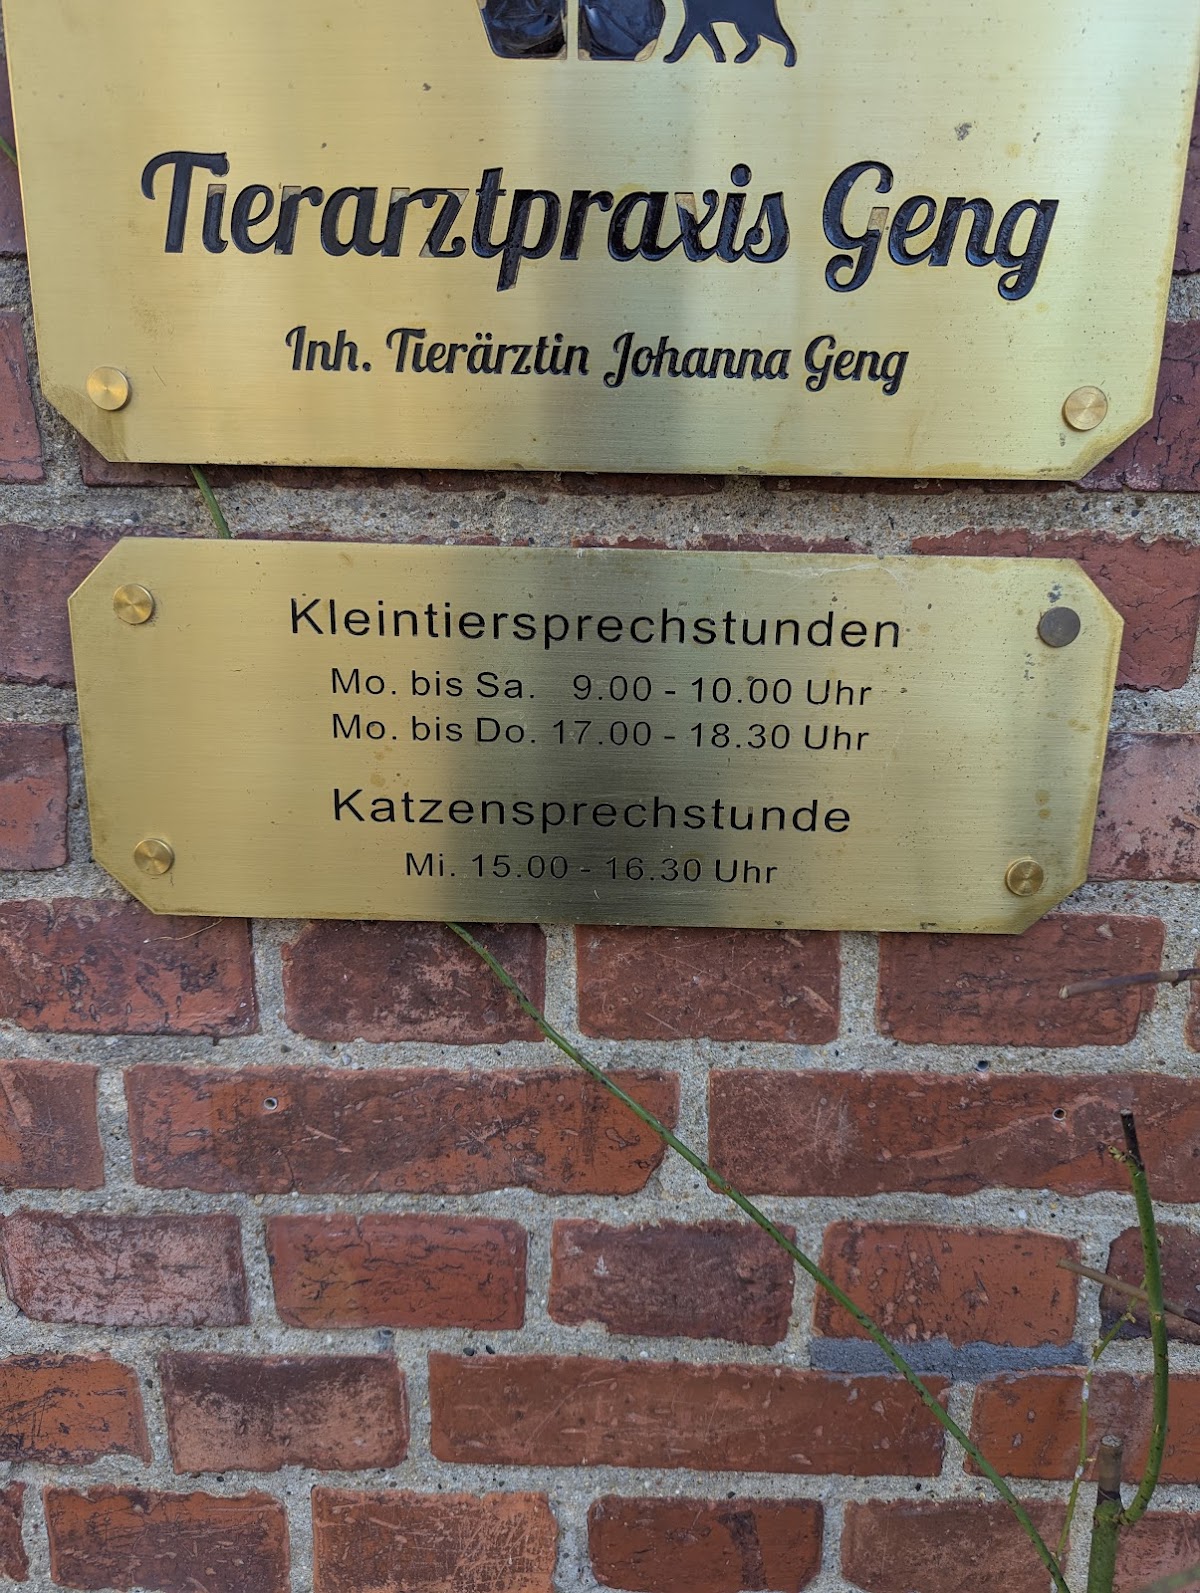 Tierarztpraxis Geng
Inh. Tierärztin Johanna Geng
Kleintiersprechstunden
Mo. bis Sa. 9.00 - 10.00 Uhr
Mo. bis Do. 17.00 - 18.30 Uhr
Katzensprechstunde
Mi. 15.00 - 16.30 Uhr